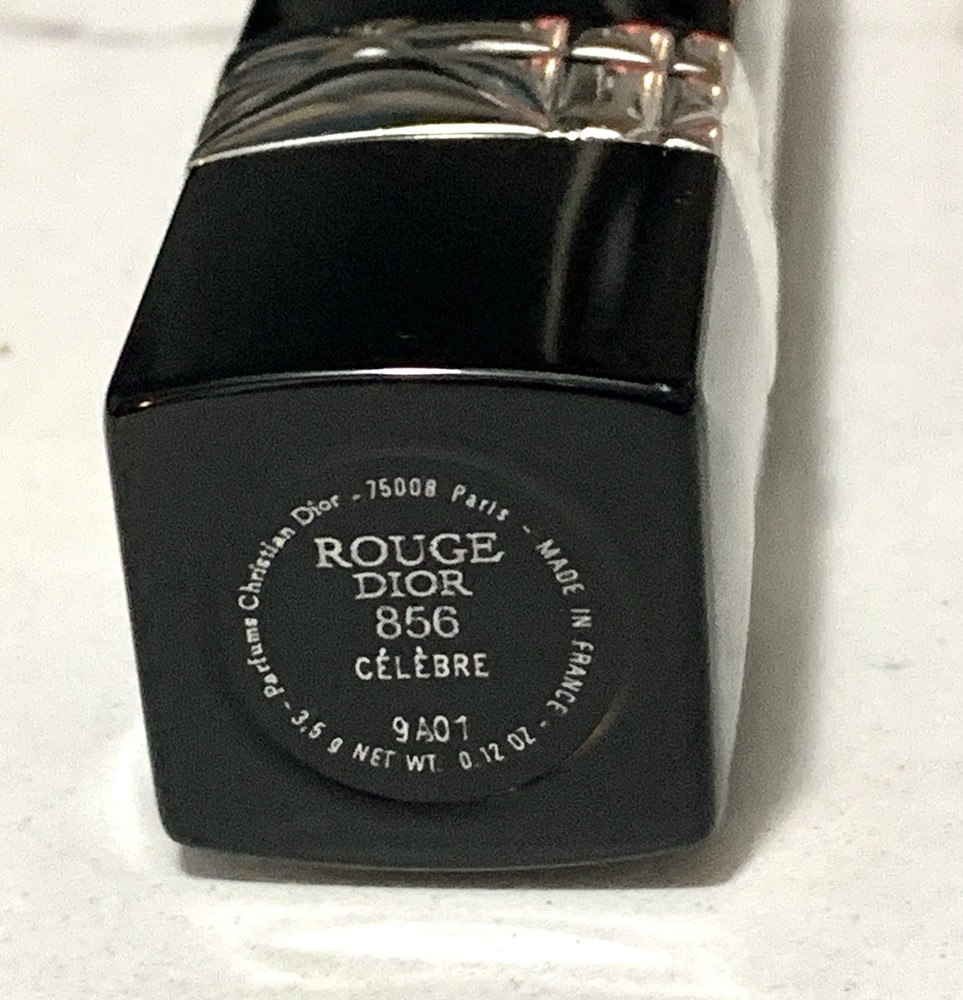 ROUGE
DIOR
856
CÉLÈBRE
9A01
Parfums Christian Dior - 75008 Paris - MADE IN FRANCE - 3,5 g NET WT. 0.12 OZ -